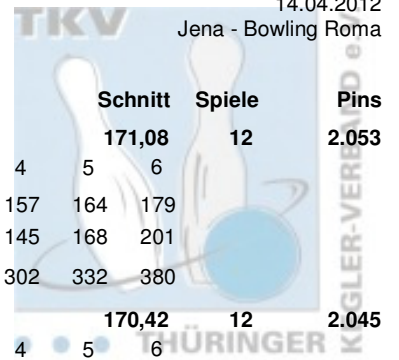 14.04.2012
TKV
Jena - Bowling Roma
Schnitt Spiele Pins
171,08 12 2.053
4 5 6
157 164 179
145 168 201
302 332 380
170,42 12 2.045
THÜRINGER KEGLER-VERBAND e.V.
4 5 6